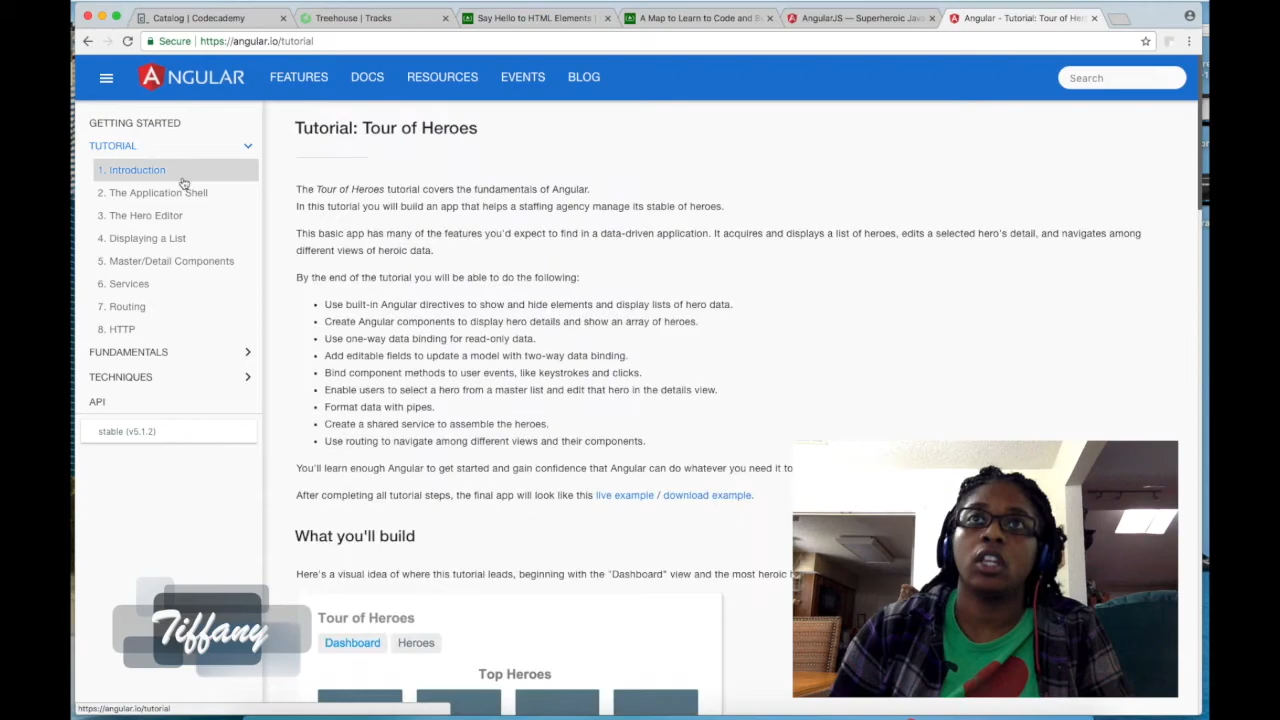 Catalog | Codecademy
Treehouse | Tracks
Say Hello to HTML Elements |
A Map to Learn to Code and B
AngularJS — Superheroic Java
Angular - Tutorial: Tour of Her
Secure https://angular.io/tutorial
ANGULAR FEATURES DOCS RESOURCES EVENTS BLOG Search
GETTING STARTED
TUTORIAL
1. Introduction
2. The Application Shell
3. The Hero Editor
4. Displaying a List
5. Master/Detail Components
6. Services
7. Routing
8. HTTP
FUNDAMENTALS
TECHNIQUES
API
stable (v5.1.2)
Tutorial: Tour of Heroes
The Tour of Heroes tutorial covers the fundamentals of Angular.
In this tutorial you will build an app that helps a staffing agency manage its stable of heroes.
This basic app has many of the features you'd expect to find in a data-driven application. It acquires and displays a list of heroes, edits a selected hero's detail, and navigates among
different views of heroic data.
By the end of the tutorial you will be able to do the following:
• Use built-in Angular directives to show and hide elements and display lists of hero data.
• Create Angular components to display hero details and show an array of heroes.
• Use one-way data binding for read-only data.
• Add editable fields to update a model with two-way data binding.
• Bind component methods to user events, like keystrokes and clicks.
• Enable users to select a hero from a master list and edit that hero in the details view.
• Format data with pipes.
• Create a shared service to assemble the heroes.
• Use routing to navigate among different views and their components.
You'll learn enough Angular to get started and gain confidence that Angular can do whatever you need it to
After completing all tutorial steps, the final app will look like this live example / download example.
What you'll build
Here's a visual idea of where this tutorial leads, beginning with the "Dashboard" view and the most heroic
Tour of Heroes
Dashboard Heroes
Top Heroes
Tiffany
https://angular.io/tutorial